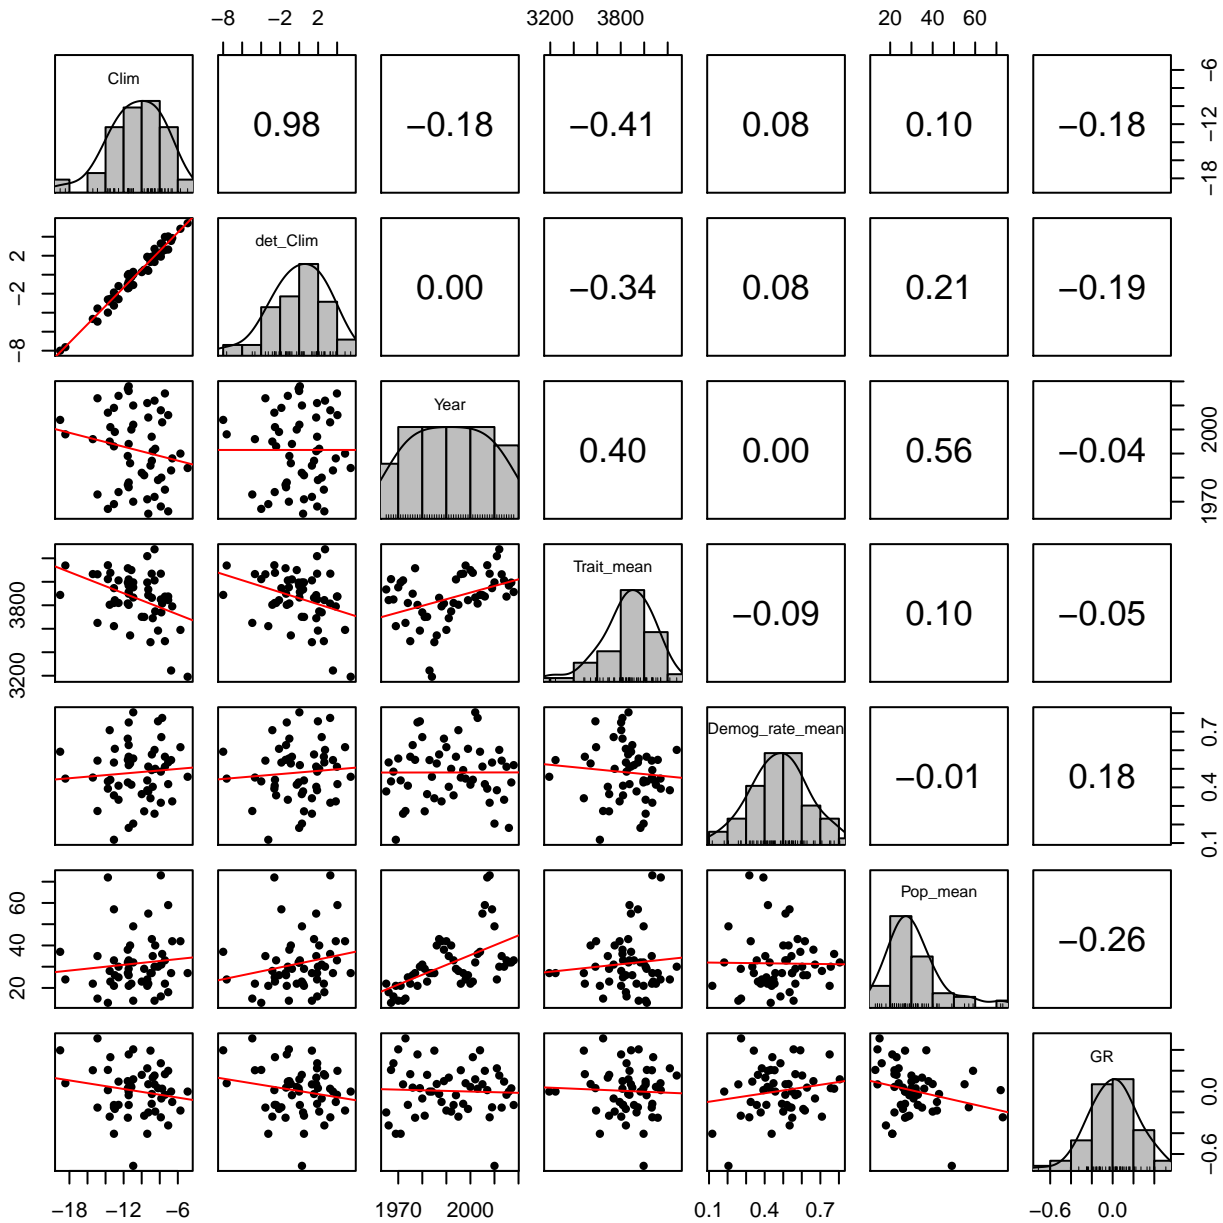 −8 −2 2 3200 3800 20 40 60
Clim 0.98 −0.18 −0.41 0.08 0.10 −0.18 −18 −12 −6
−8 −2 2 det_Clim 0.00 −0.34 0.08 0.21 −0.19
Year 0.40 0.00 0.56 −0.04 1970 2000
3200 3800 Trait_mean −0.09 0.10 −0.05
Demog_rate_mean −0.01 0.18 0.1 0.4 0.7
20 40 60 Pop_mean −0.26
GR −0.6 0.0
−18 −12 −6 1970 2000 0.1 0.4 0.7 −0.6 0.0